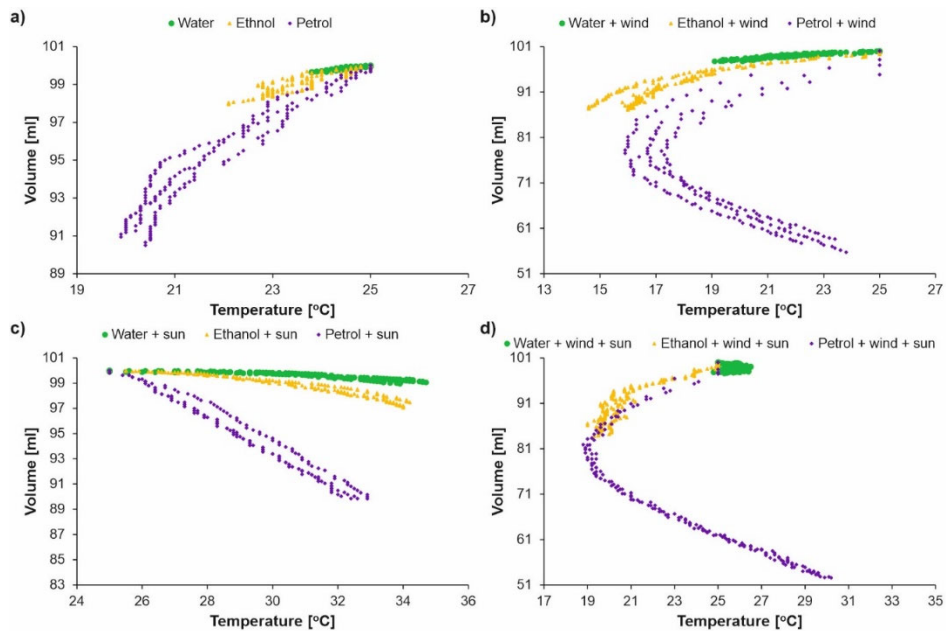 a) Water Ethnol Petrol
101
99
97
95
93
91
89
Volume [ml]
19 21 23 25 27
Temperature [°C]
b) Water + wind Ethanol + wind Petrol + wind
101
91
81
71
61
51
Volume [ml]
13 15 17 19 21 23 25 27
Temperature [°C]
c) Water + sun Ethanol + sun Petrol + sun
101
99
97
95
93
91
89
87
85
83
Volume [ml]
24 26 28 30 32 34 36
Temperature [°C]
d) Water + wind + sun Ethanol + wind + sun Petrol + wind + sun
101
91
81
71
61
51
Volume [ml]
17 19 21 23 25 27 29 31 33 35
Temperature [°C]